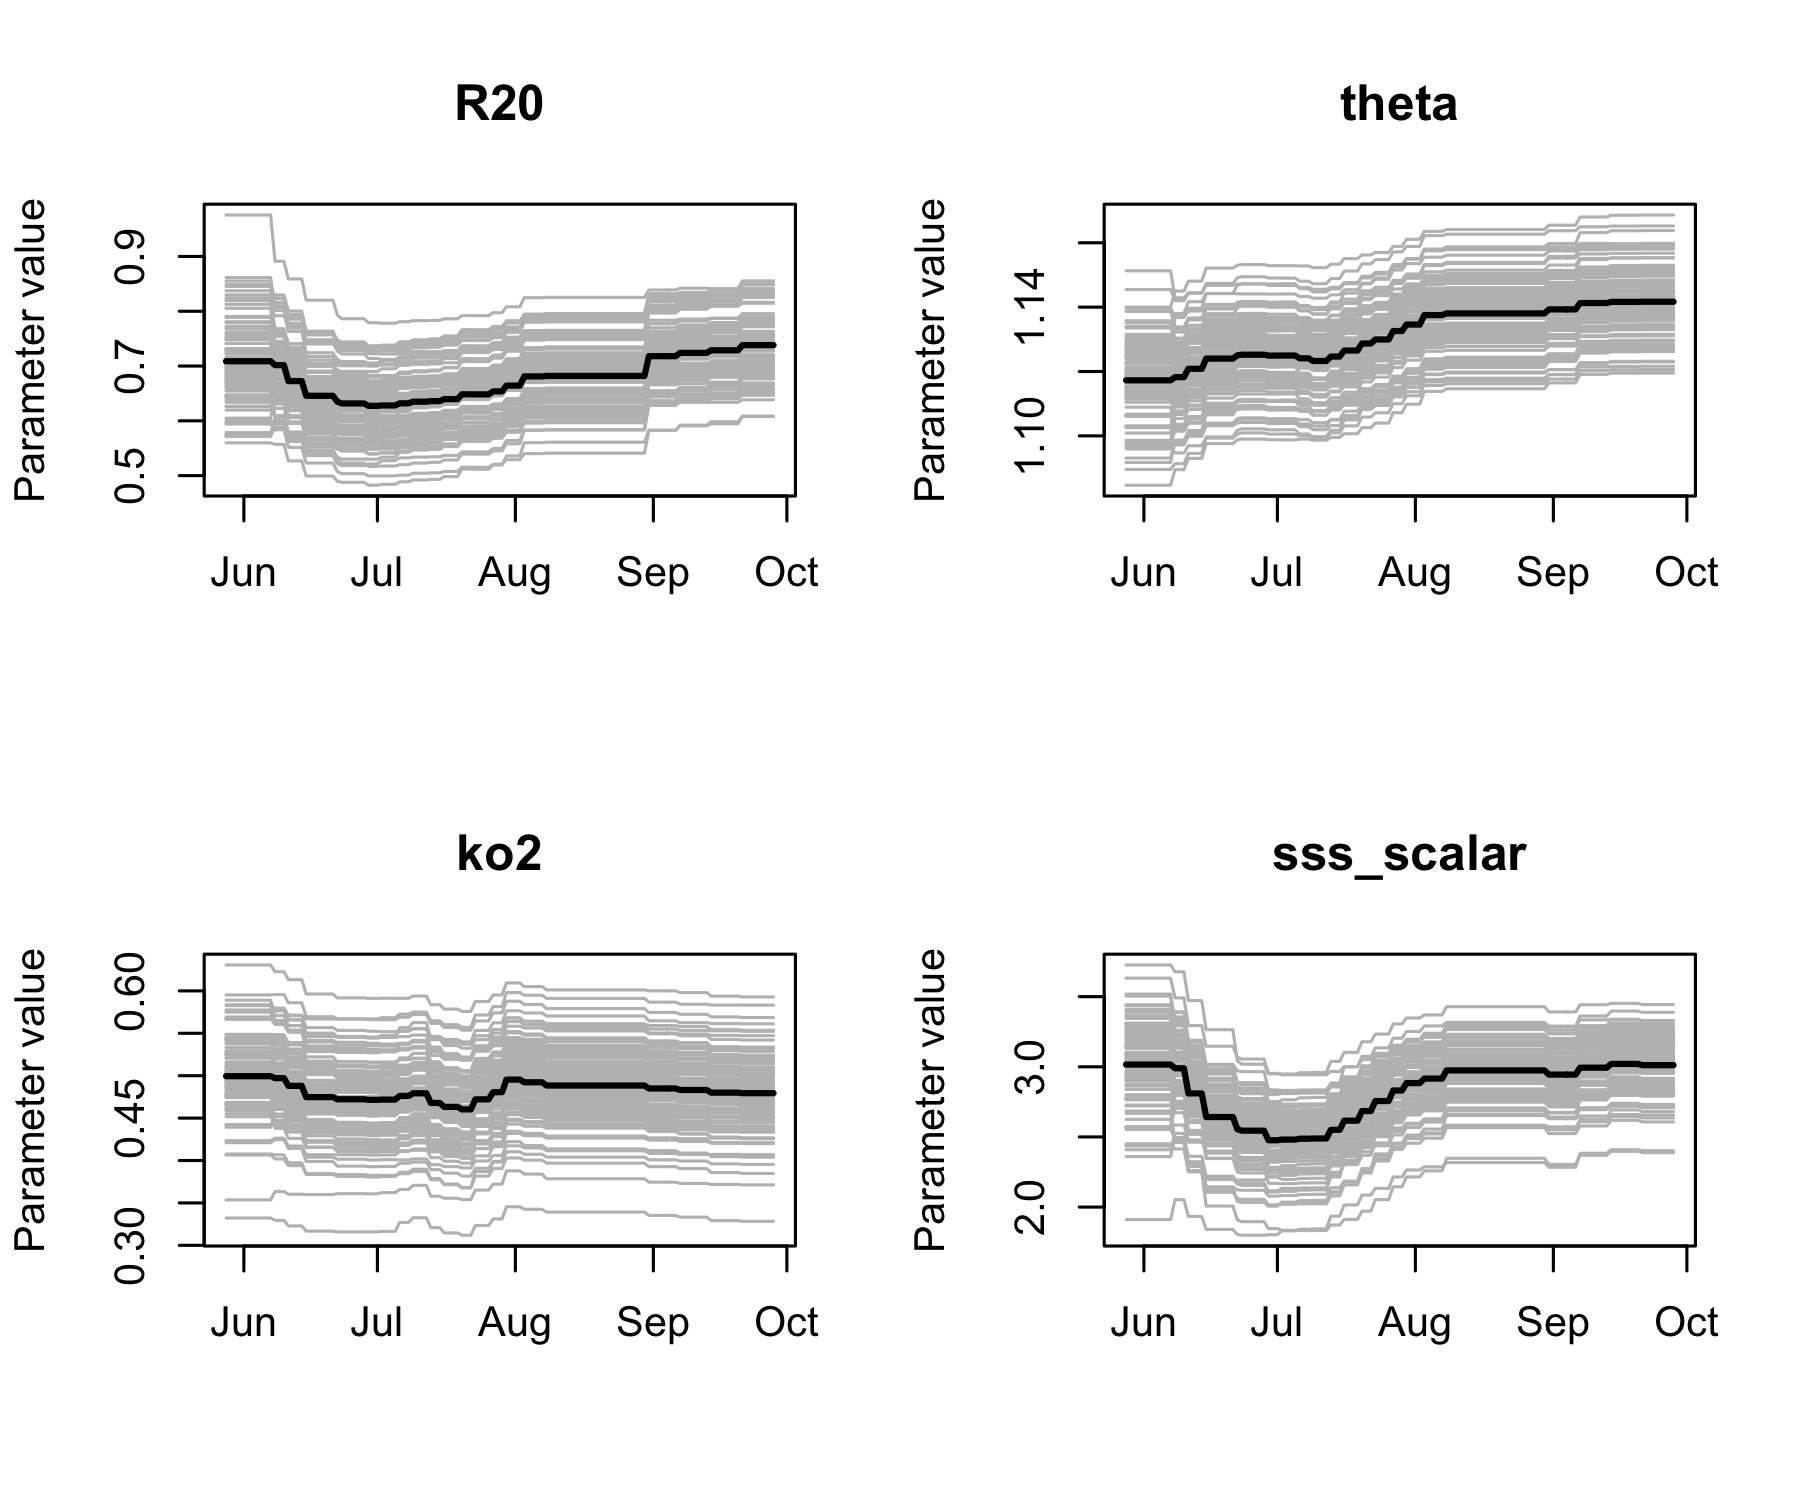 R20
Parameter value
0.9
0.7
0.5
Jun Jul Aug Sep Oct
theta
Parameter value
1.14
1.10
Jun Jul Aug Sep Oct
ko2
Parameter value
0.60
0.45
0.30
Jun Jul Aug Sep Oct
sss_scalar
Parameter value
3.0
2.0
Jun Jul Aug Sep Oct